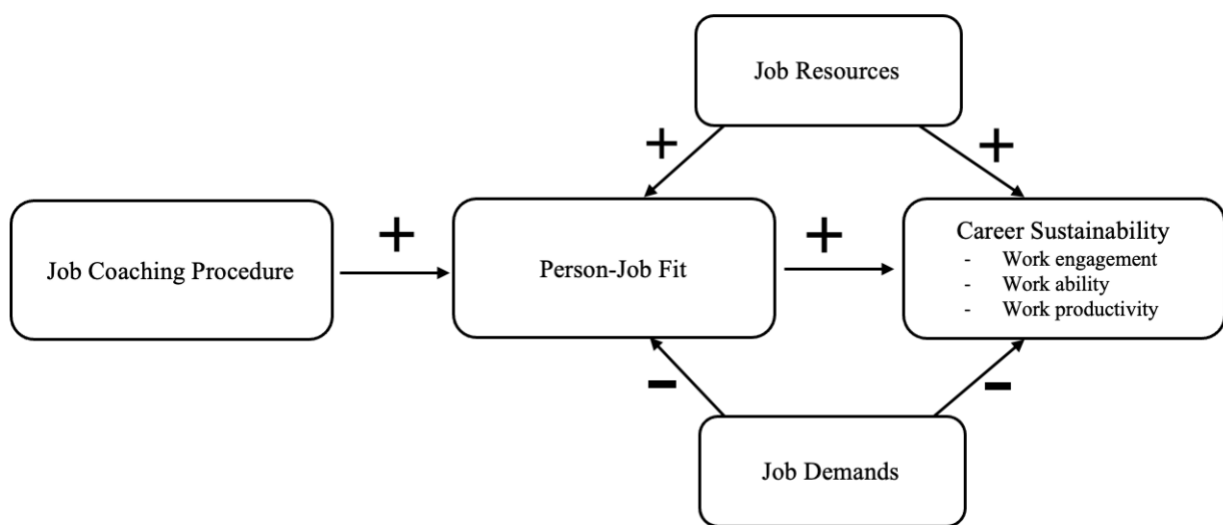 Job Resources
+
+
Job Coaching Procedure
+
Person-Job Fit
+
Career Sustainability
- Work engagement
- Work ability
- Work productivity
-
-
Job Demands